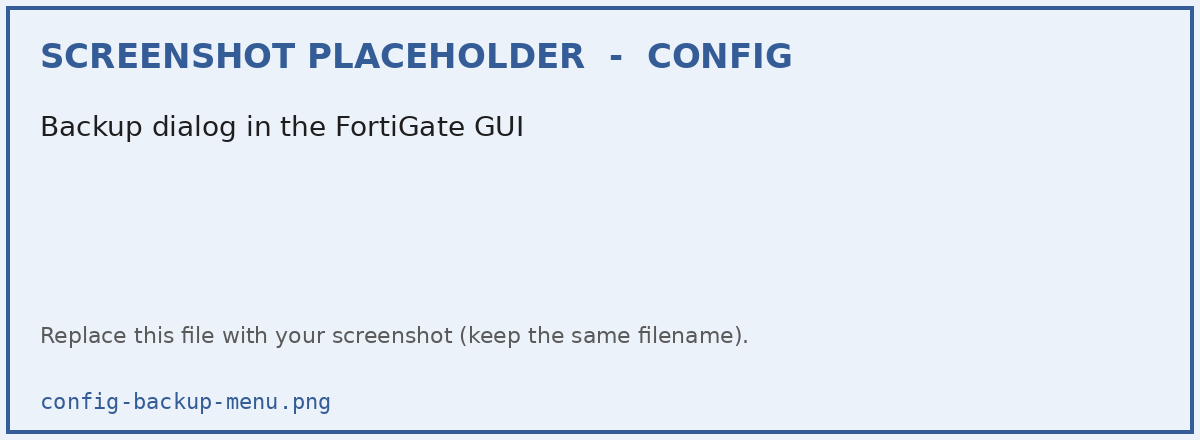 SCREENSHOT PLACEHOLDER - CONFIG
Backup dialog in the FortiGate GUI
Replace this file with your screenshot (keep the same filename).
config-backup-menu.png